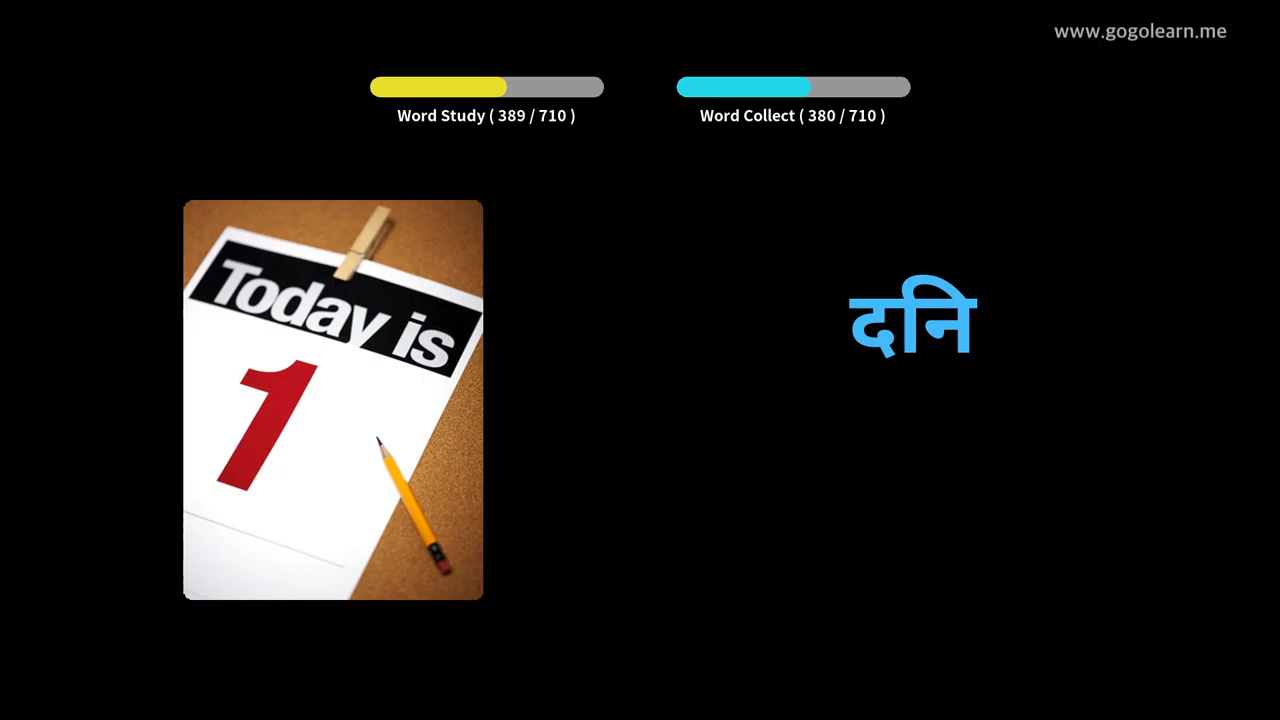 www.gogolearn.me
Word Study ( 389 / 710 )
Word Collect ( 380 / 710 )
Today is
1
दनि